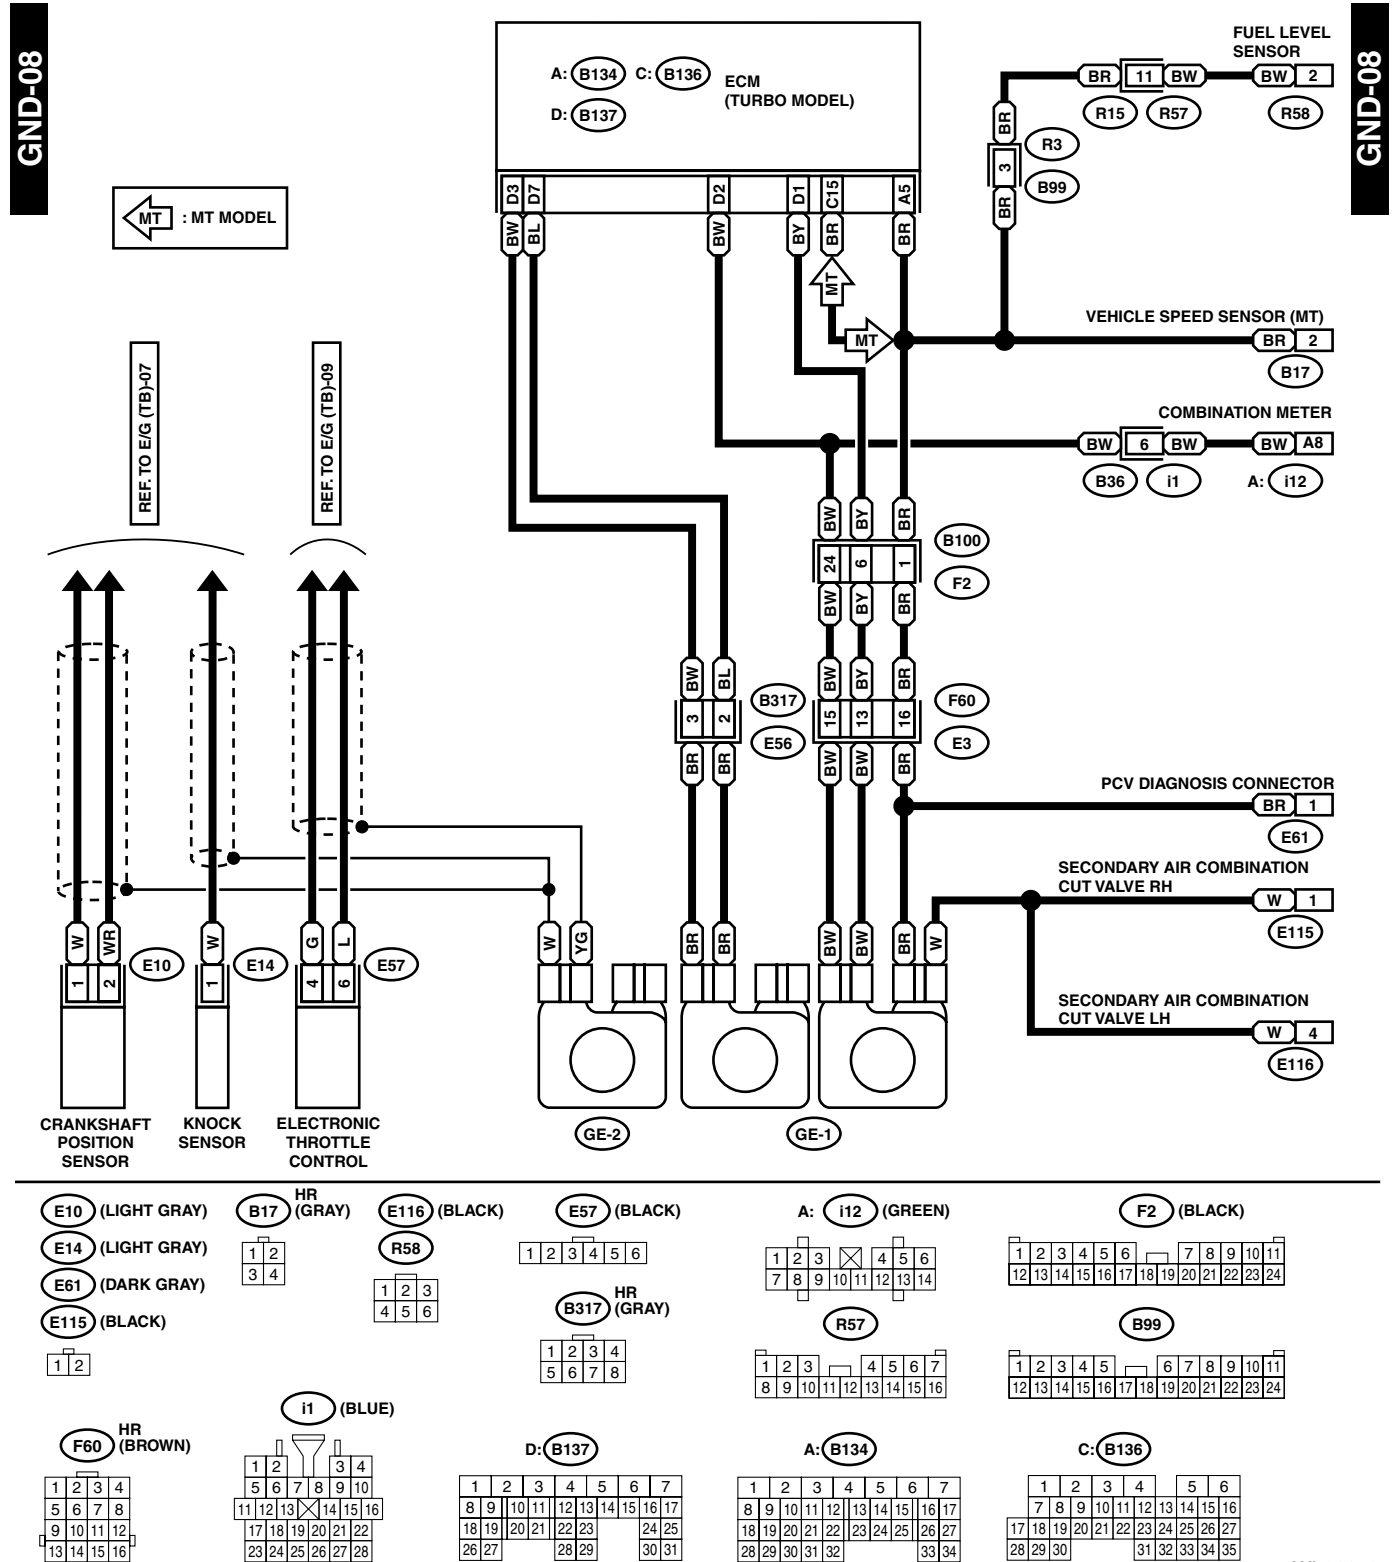 GND-08
GND-08
A: B134 C: B136
D: B137
ECM
(TURBO MODEL)
D3 D7 D2 D1 C15 A5
BW BL BW BY BR BR
MT : MT MODEL
FUEL LEVEL
SENSOR
BR 11 BW BW 2
R15 R57 R58
BR
3
BR
R3
B99
MT
MT
VEHICLE SPEED SENSOR (MT)
BR 2
B17
COMBINATION METER
BW 6 BW BW A8
B36 i1 A: i12
REF. TO E/G (TB)-07
REF. TO E/G (TB)-09
BW BY BR
24 6 1
BW BY BR
B100
F2
BW BL
3 2
BR BR
B317
E56
BW BY BR
15 13 16
BW BW BR
F60
E3
PCV DIAGNOSIS CONNECTOR
BR 1
E61
SECONDARY AIR COMBINATION
CUT VALVE RH
W 1
E115
SECONDARY AIR COMBINATION
CUT VALVE LH
W 4
E116
W WR W G L W YG BR BR BW BW BR W
1 2 E10 1 E14 4 6 E57
CRANKSHAFT
POSITION
SENSOR
KNOCK
SENSOR
ELECTRONIC
THROTTLE
CONTROL
GE-2
GE-1
E10 (LIGHT GRAY)
E14 (LIGHT GRAY)
E61 (DARK GRAY)
E115 (BLACK)
1 2
B17 HR
(GRAY)
1 2
3 4
E116 (BLACK)
R58
1 2 3
4 5 6
E57 (BLACK)
1 2 3 4 5 6
B317 HR
(GRAY)
1 2 3 4
5 6 7 8
A: i12 (GREEN)
1 2 3 4 5 6
7 8 9 10 11 12 13 14
R57
1 2 3 4 5 6 7
8 9 10 11 12 13 14 15 16
F2 (BLACK)
1 2 3 4 5 6 7 8 9 10 11
12 13 14 15 16 17 18 19 20 21 22 23 24
B99
1 2 3 4 5 6 7 8 9 10 11
12 13 14 15 16 17 18 19 20 21 22 23 24
F60 HR
(BROWN)
1 2 3 4
5 6 7 8
9 10 11 12
13 14 15 16
i1 (BLUE)
1 2 3 4
5 6 7 8 9 10
11 12 13 14 15 16
17 18 19 20 21 22
23 24 25 26 27 28
D: B137
1 2 3 4 5 6 7
8 9 10 11 12 13 14 15 16 17
18 19 20 21 22 23 24 25
26 27 28 29 30 31
A: B134
1 2 3 4 5 6 7
8 9 10 11 12 13 14 15 16 17
18 19 20 21 22 23 24 25 26 27
28 29 30 31 32 33 34
C: B136
1 2 3 4 5 6
7 8 9 10 11 12 13 14 15 16
17 18 19 20 21 22 23 24 25 26 27
28 29 30 31 32 33 34 35